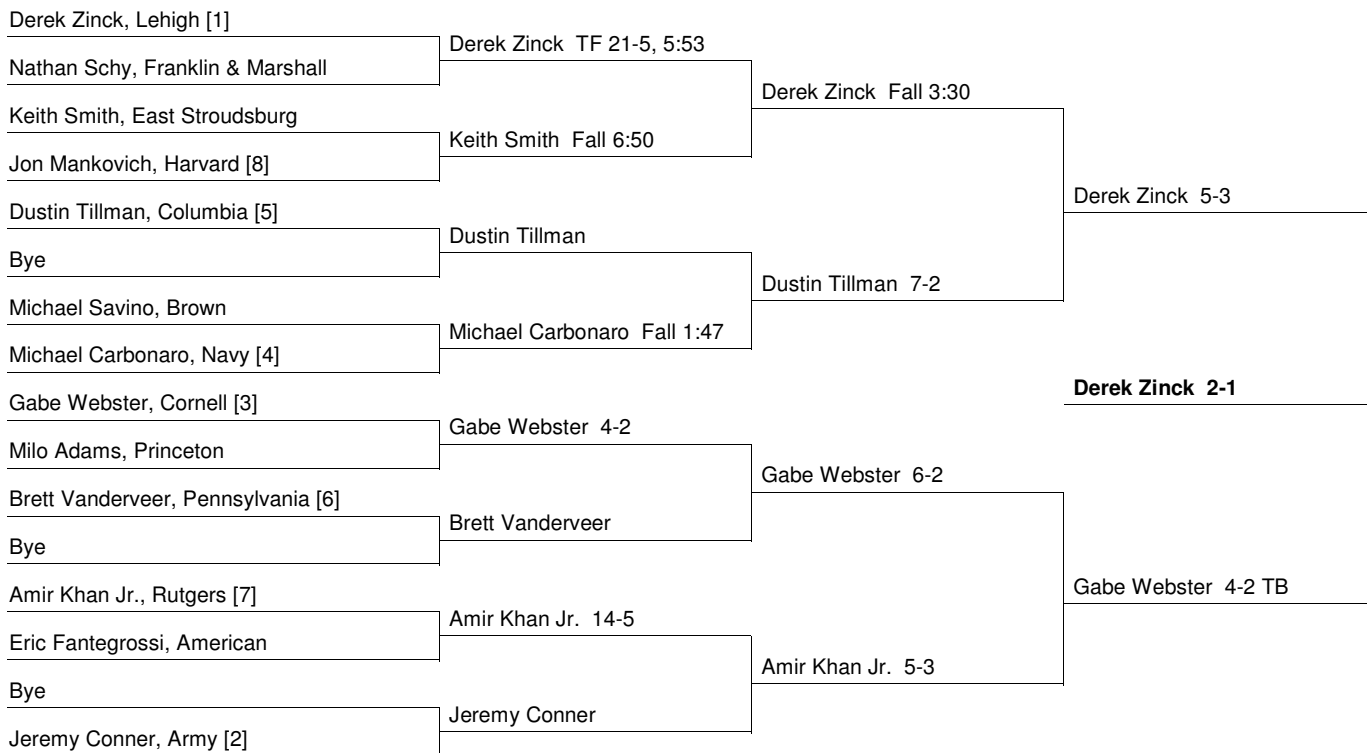 Derek Zinck, Lehigh [1]
Derek Zinck TF 21-5, 5:53
Nathan Schy, Franklin & Marshall
Derek Zinck Fall 3:30
Keith Smith, East Stroudsburg
Keith Smith Fall 6:50
Jon Mankovich, Harvard [8]
Derek Zinck 5-3
Dustin Tillman, Columbia [5]
Dustin Tillman
Bye
Dustin Tillman 7-2
Michael Savino, Brown
Michael Carbonaro Fall 1:47
Michael Carbonaro, Navy [4]
Derek Zinck 2-1
Gabe Webster, Cornell [3]
Gabe Webster 4-2
Milo Adams, Princeton
Gabe Webster 6-2
Brett Vanderveer, Pennsylvania [6]
Brett Vanderveer
Bye
Gabe Webster 4-2 TB
Amir Khan Jr., Rutgers [7]
Amir Khan Jr. 14-5
Eric Fantegrossi, American
Amir Khan Jr. 5-3
Bye
Jeremy Conner
Jeremy Conner, Army [2]